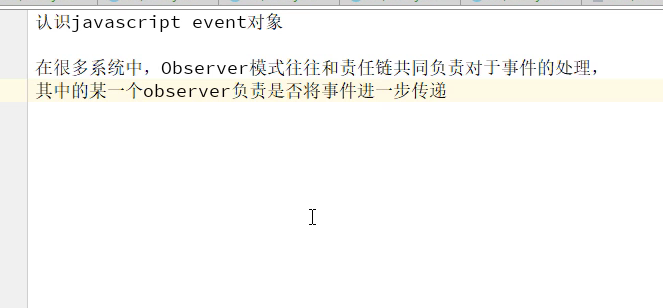 认识javascript event对象
在很多系统中，Observer模式往往和责任链共同负责对于事件的处理，
其中的某一个observer负责是否将事件进一步传递